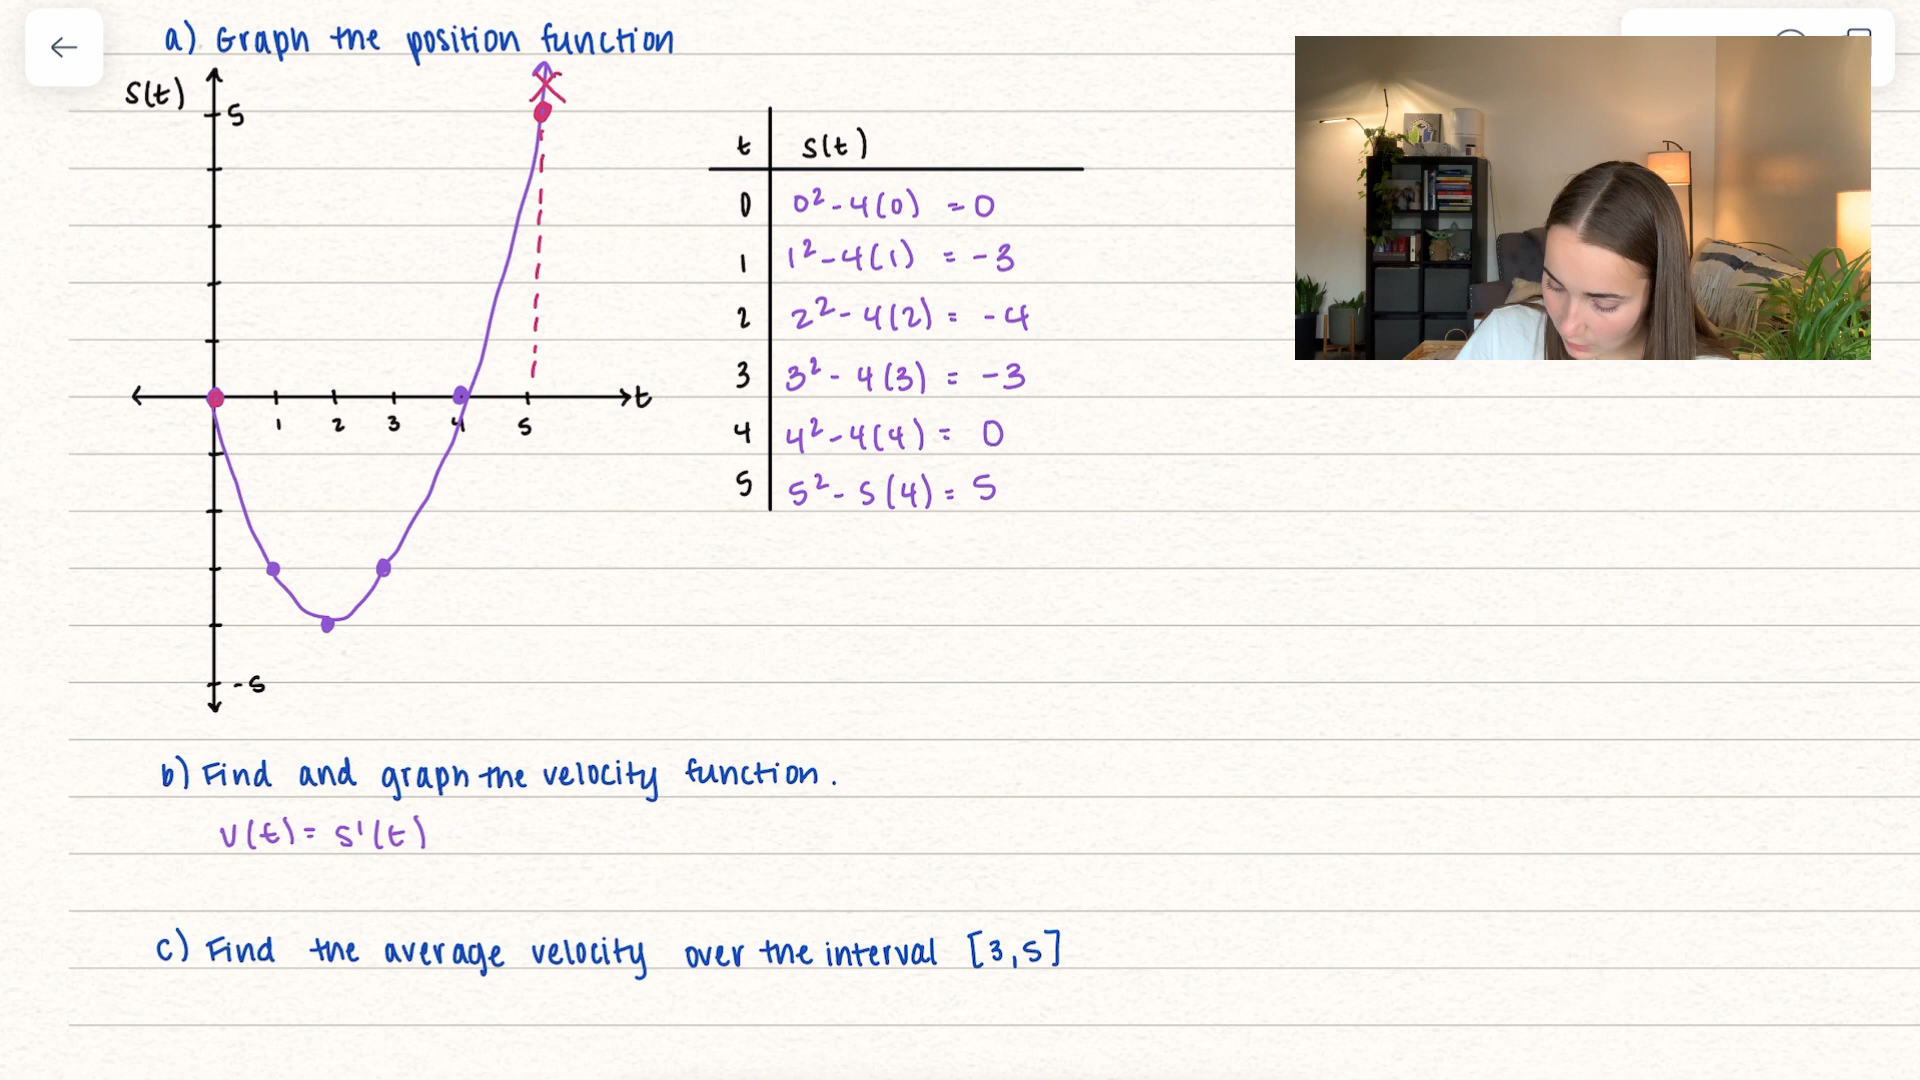 a) Graph the position function
S(t)
5
t
1 2 3 4 5
-5
t S(t)
0 0²-4(0) =0
1 1²-4(1) = -3
2 2²-4(2) = -4
3 3²-4(3) = -3
4 4²-4(4) = 0
5 5²-5(4) = 5
b) Find and graph the velocity function.
v(t) = s'(t)
c) Find the average velocity over the interval [3,5]